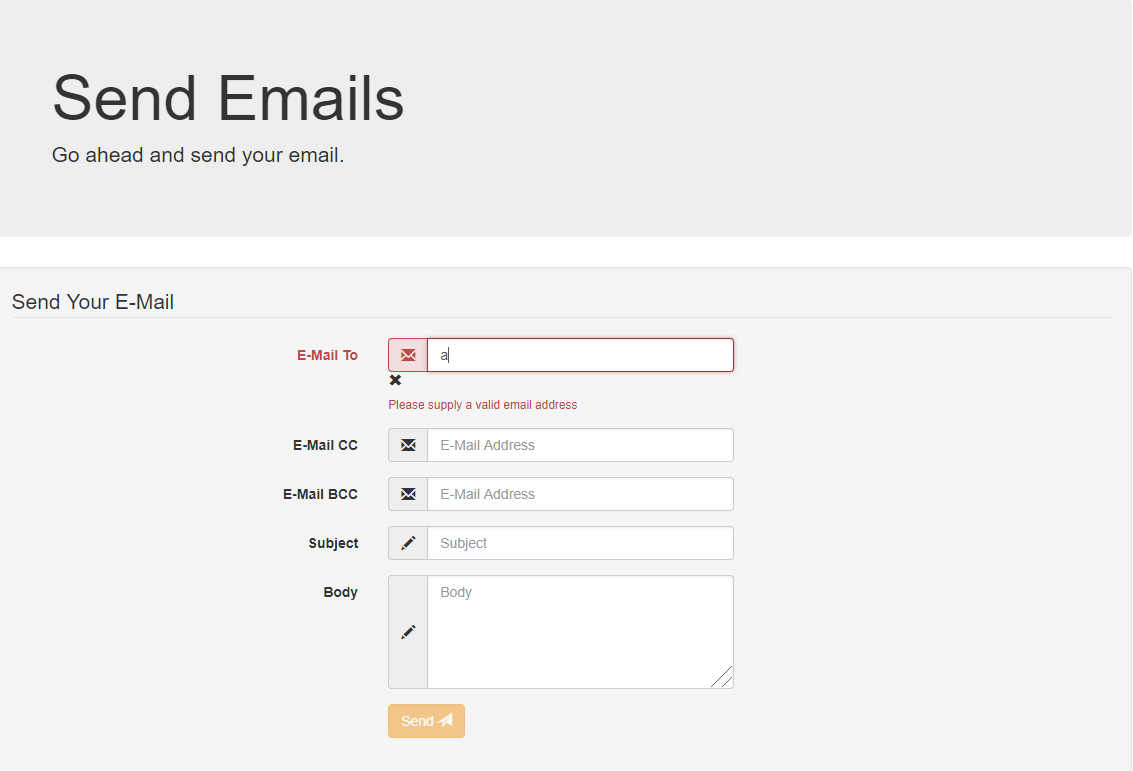 Send Emails
Go ahead and send your email.
Send Your E-Mail
E-Mail To
a
Please supply a valid email address
E-Mail CC
E-Mail Address
E-Mail BCC
E-Mail Address
Subject
Subject
Body
Body
Send